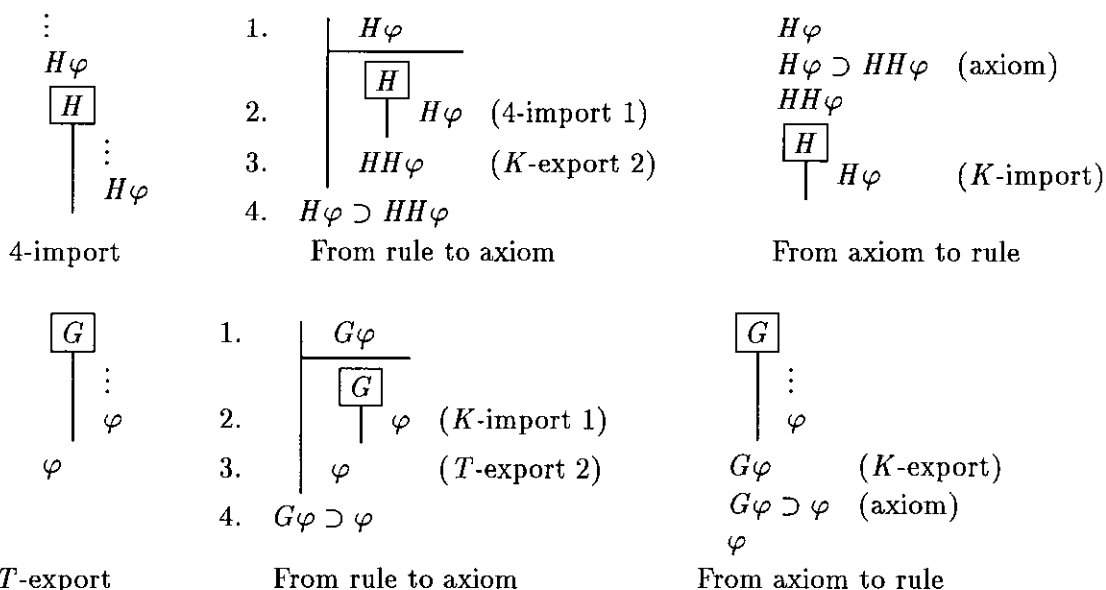 ⋮
Hφ
H
⋮
Hφ
4-import
1. Hφ
H
2. Hφ (4-import 1)
3. HHφ (K-export 2)
4. Hφ ⊃ HHφ
From rule to axiom
Hφ
Hφ ⊃ HHφ (axiom)
HHφ
H
Hφ (K-import)
From axiom to rule
G
⋮
φ
φ
T-export
1. Gφ
G
2. φ (K-import 1)
3. φ (T-export 2)
4. Gφ ⊃ φ
From rule to axiom
G
⋮
φ
Gφ (K-export)
Gφ ⊃ φ (axiom)
φ
From axiom to rule